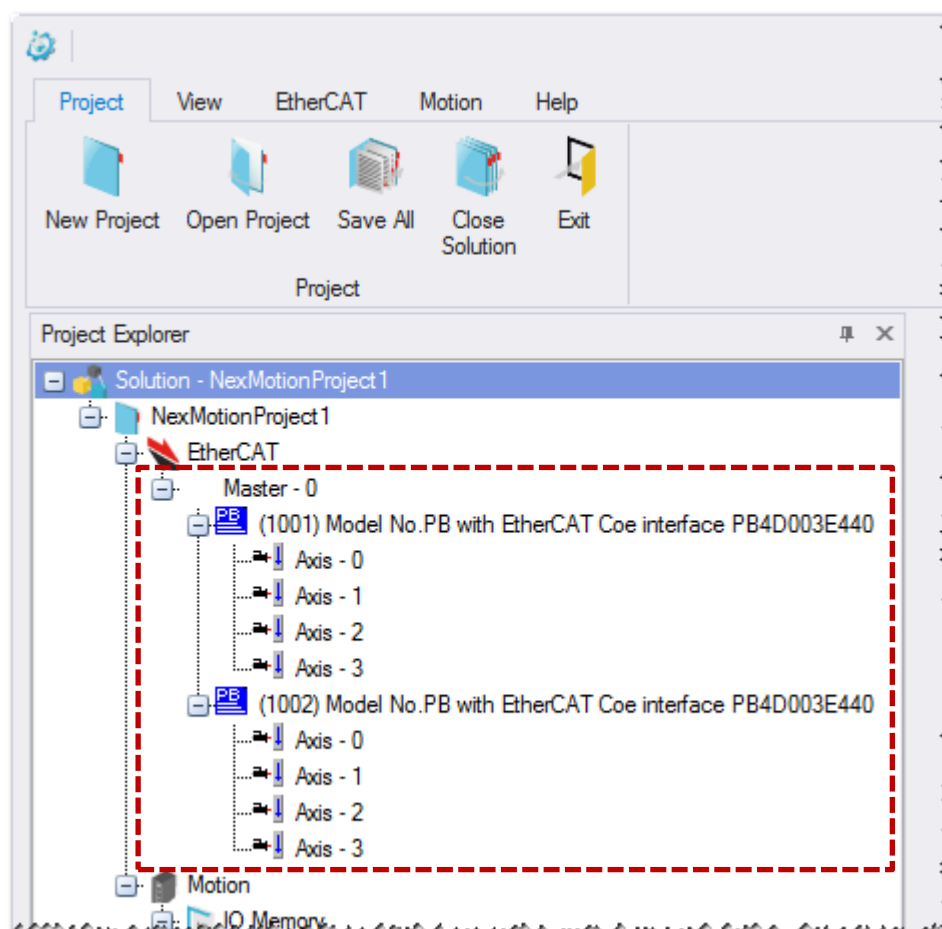 Project View EtherCAT Motion Help
New Project Open Project Save All Close Solution Exit
Project
Project Explorer
Solution - NexMotionProject1
NexMotionProject1
EtherCAT
Master - 0
PB (1001) Model No.PB with EtherCAT Coe interface PB4D003E440
Axis - 0
Axis - 1
Axis - 2
Axis - 3
PB (1002) Model No.PB with EtherCAT Coe interface PB4D003E440
Axis - 0
Axis - 1
Axis - 2
Axis - 3
Motion
IO Memory